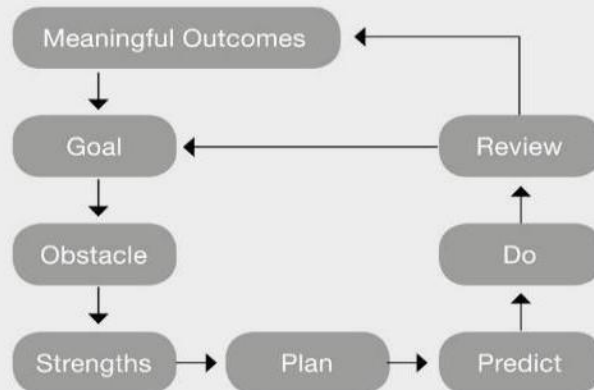 Meaningful Outcomes
Goal
Review
Obstacle
Do
Strengths
Plan
Predict